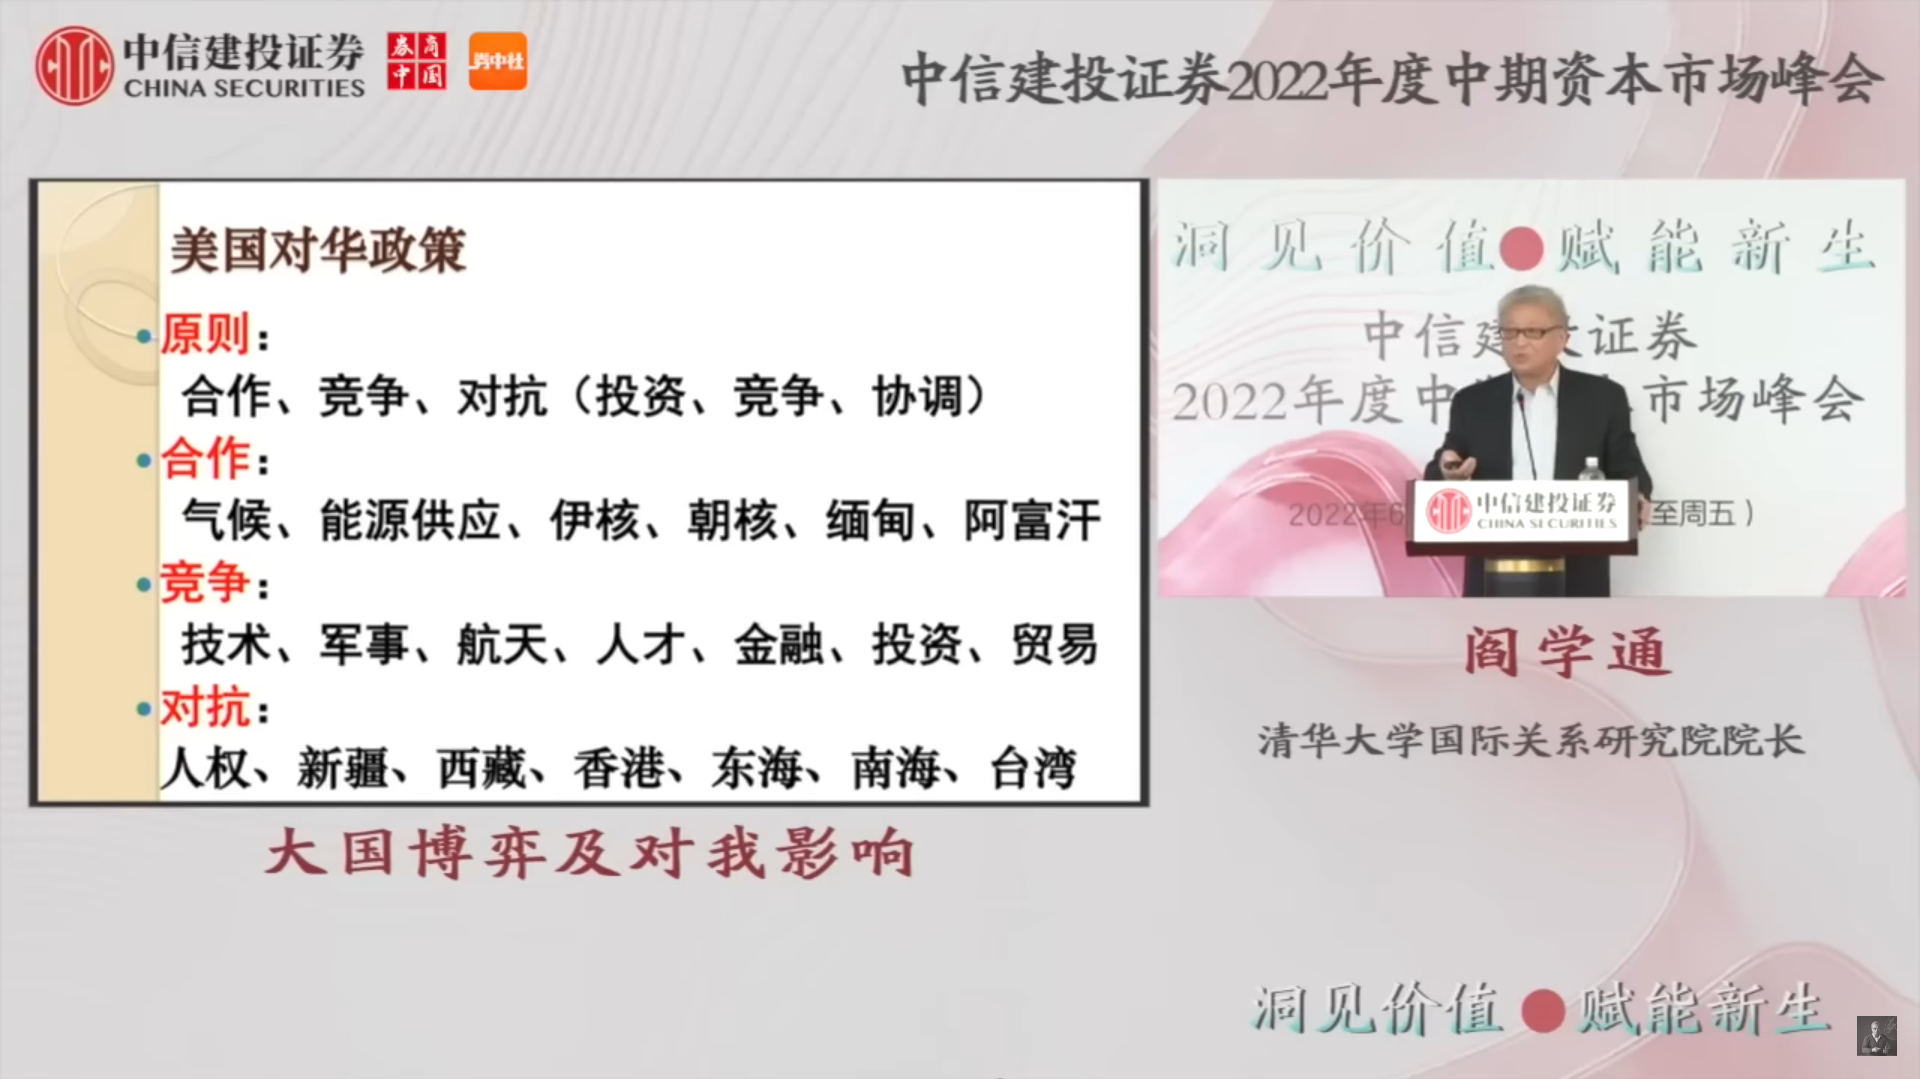 中信建投证券
CHINA SECURITIES
券商
中国
券中社
中信建投证券2022年度中期资本市场峰会
美国对华政策
原则：
合作、竞争、对抗（投资、竞争、协调）
合作：
气候、能源供应、伊核、朝核、缅甸、阿富汗
竞争：
技术、军事、航天、人才、金融、投资、贸易
对抗：
人权、新疆、西藏、香港、东海、南海、台湾
大国博弈及对我影响
洞见价值●赋能新生
中信建投证券
2022年度中 市场峰会
2022年6 至周五）
中信建投证券
CHINA SECURITIES
阎学通
清华大学国际关系研究院院长
洞见价值●赋能新生